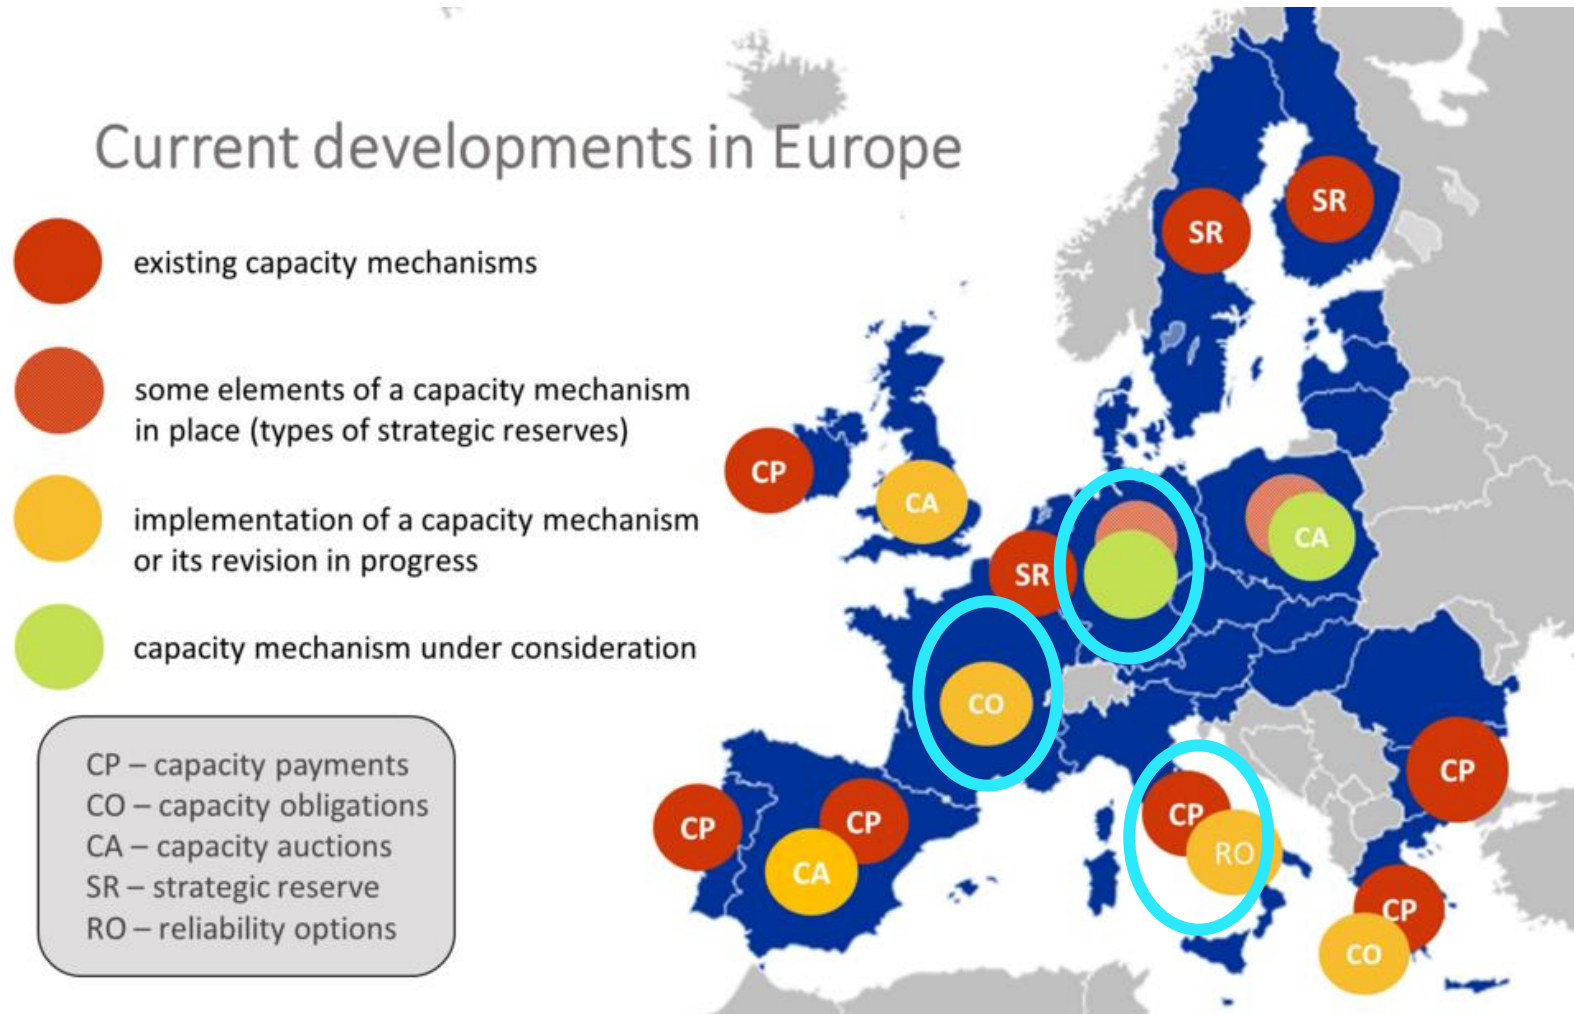 Current developments in Europe
existing capacity mechanisms
some elements of a capacity mechanism
in place (types of strategic reserves)
implementation of a capacity mechanism
or its revision in progress
capacity mechanism under consideration
CP – capacity payments
CO – capacity obligations
CA – capacity auctions
SR – strategic reserve
RO – reliability options
SR
SR
CP
CA
SR
CA
CO
CP
CP
CA
CP
RO
CP
CP
CO